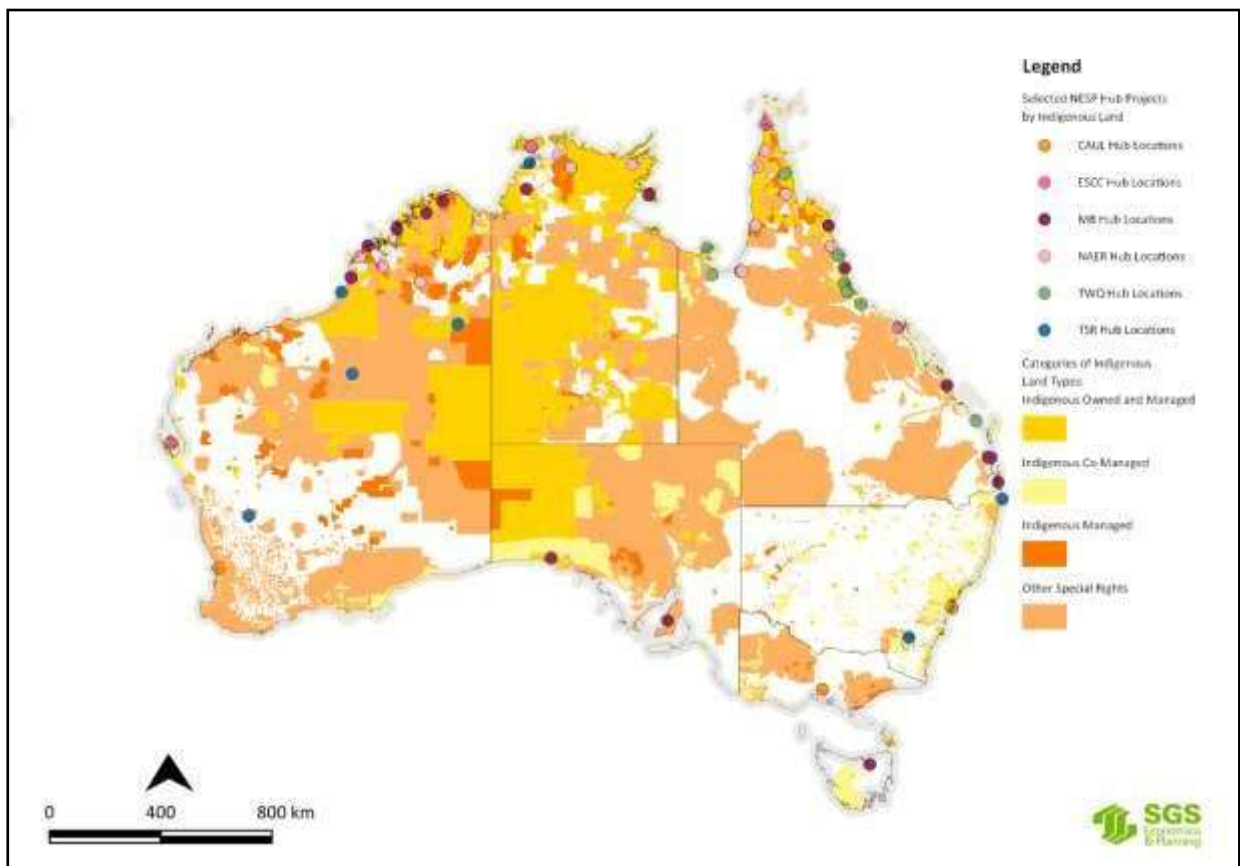 Legend
Selected NESP Hub Projects
by Indigenous Land
CAUL Hub Locations
ESCC Hub Locations
MB Hub Locations
NAER Hub Locations
TWQ Hub Locations
TSR Hub Locations
Categories of Indigenous
Land Types
Indigenous Owned and Managed
Indigenous Co-Managed
Indigenous Managed
Other Special Rights
0 400 800 km
SGS
Economics
& Planning